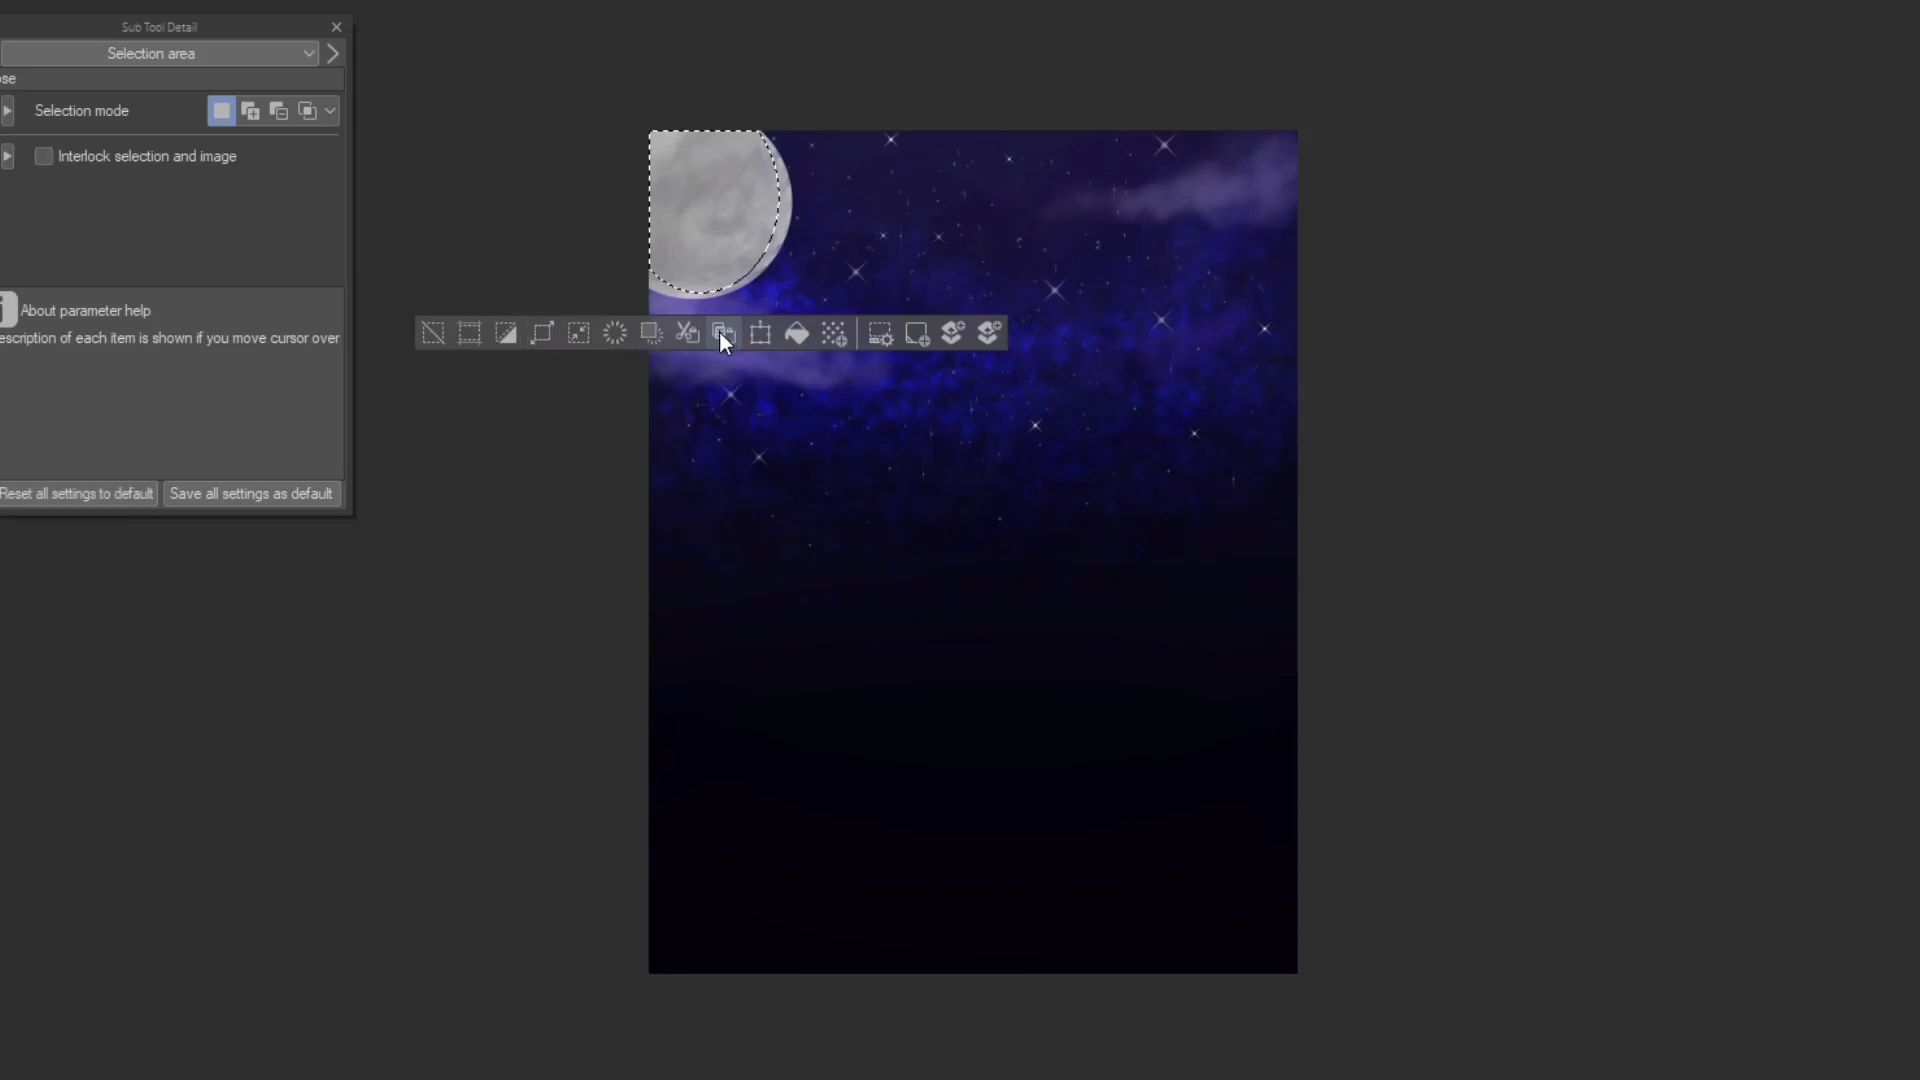 Sub Tool Detail
Selection area
ose
Selection mode
Interlock selection and image
About parameter help
escription of each item is shown if you move cursor over
Reset all settings to default
Save all settings as default